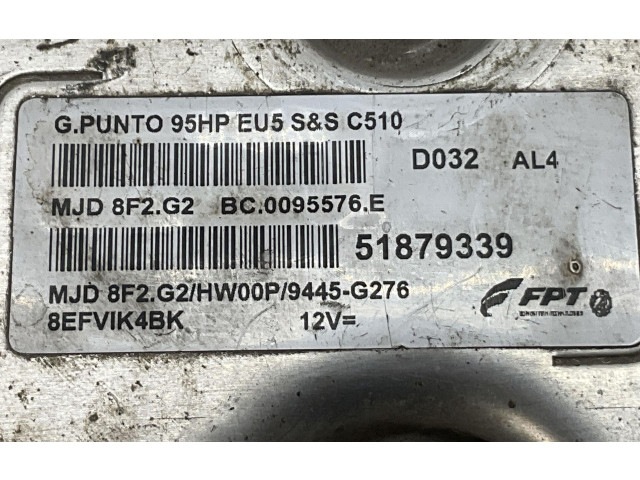 G.PUNTO 95HP EU5 S&S C510
D032 AL4
MJD 8F2.G2 BC.0095576.E
51879339
MJD 8F2.G2/HW00P/9445-G276
8EFVIK4BK 12V=
FPT